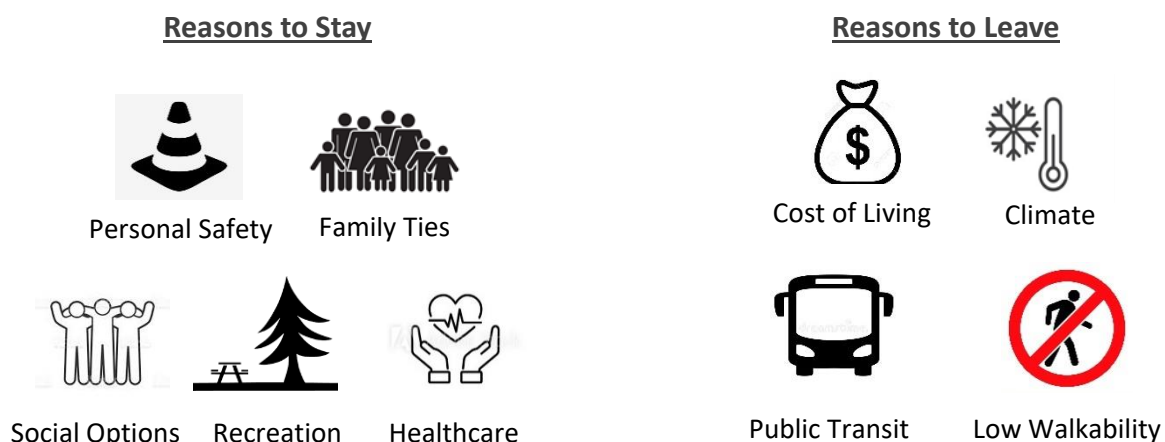 Reasons to Stay
Reasons to Leave
Personal Safety
Family Ties
$
Cost of Living
Climate
Social Options
Recreation
Healthcare
Public Transit
Low Walkability